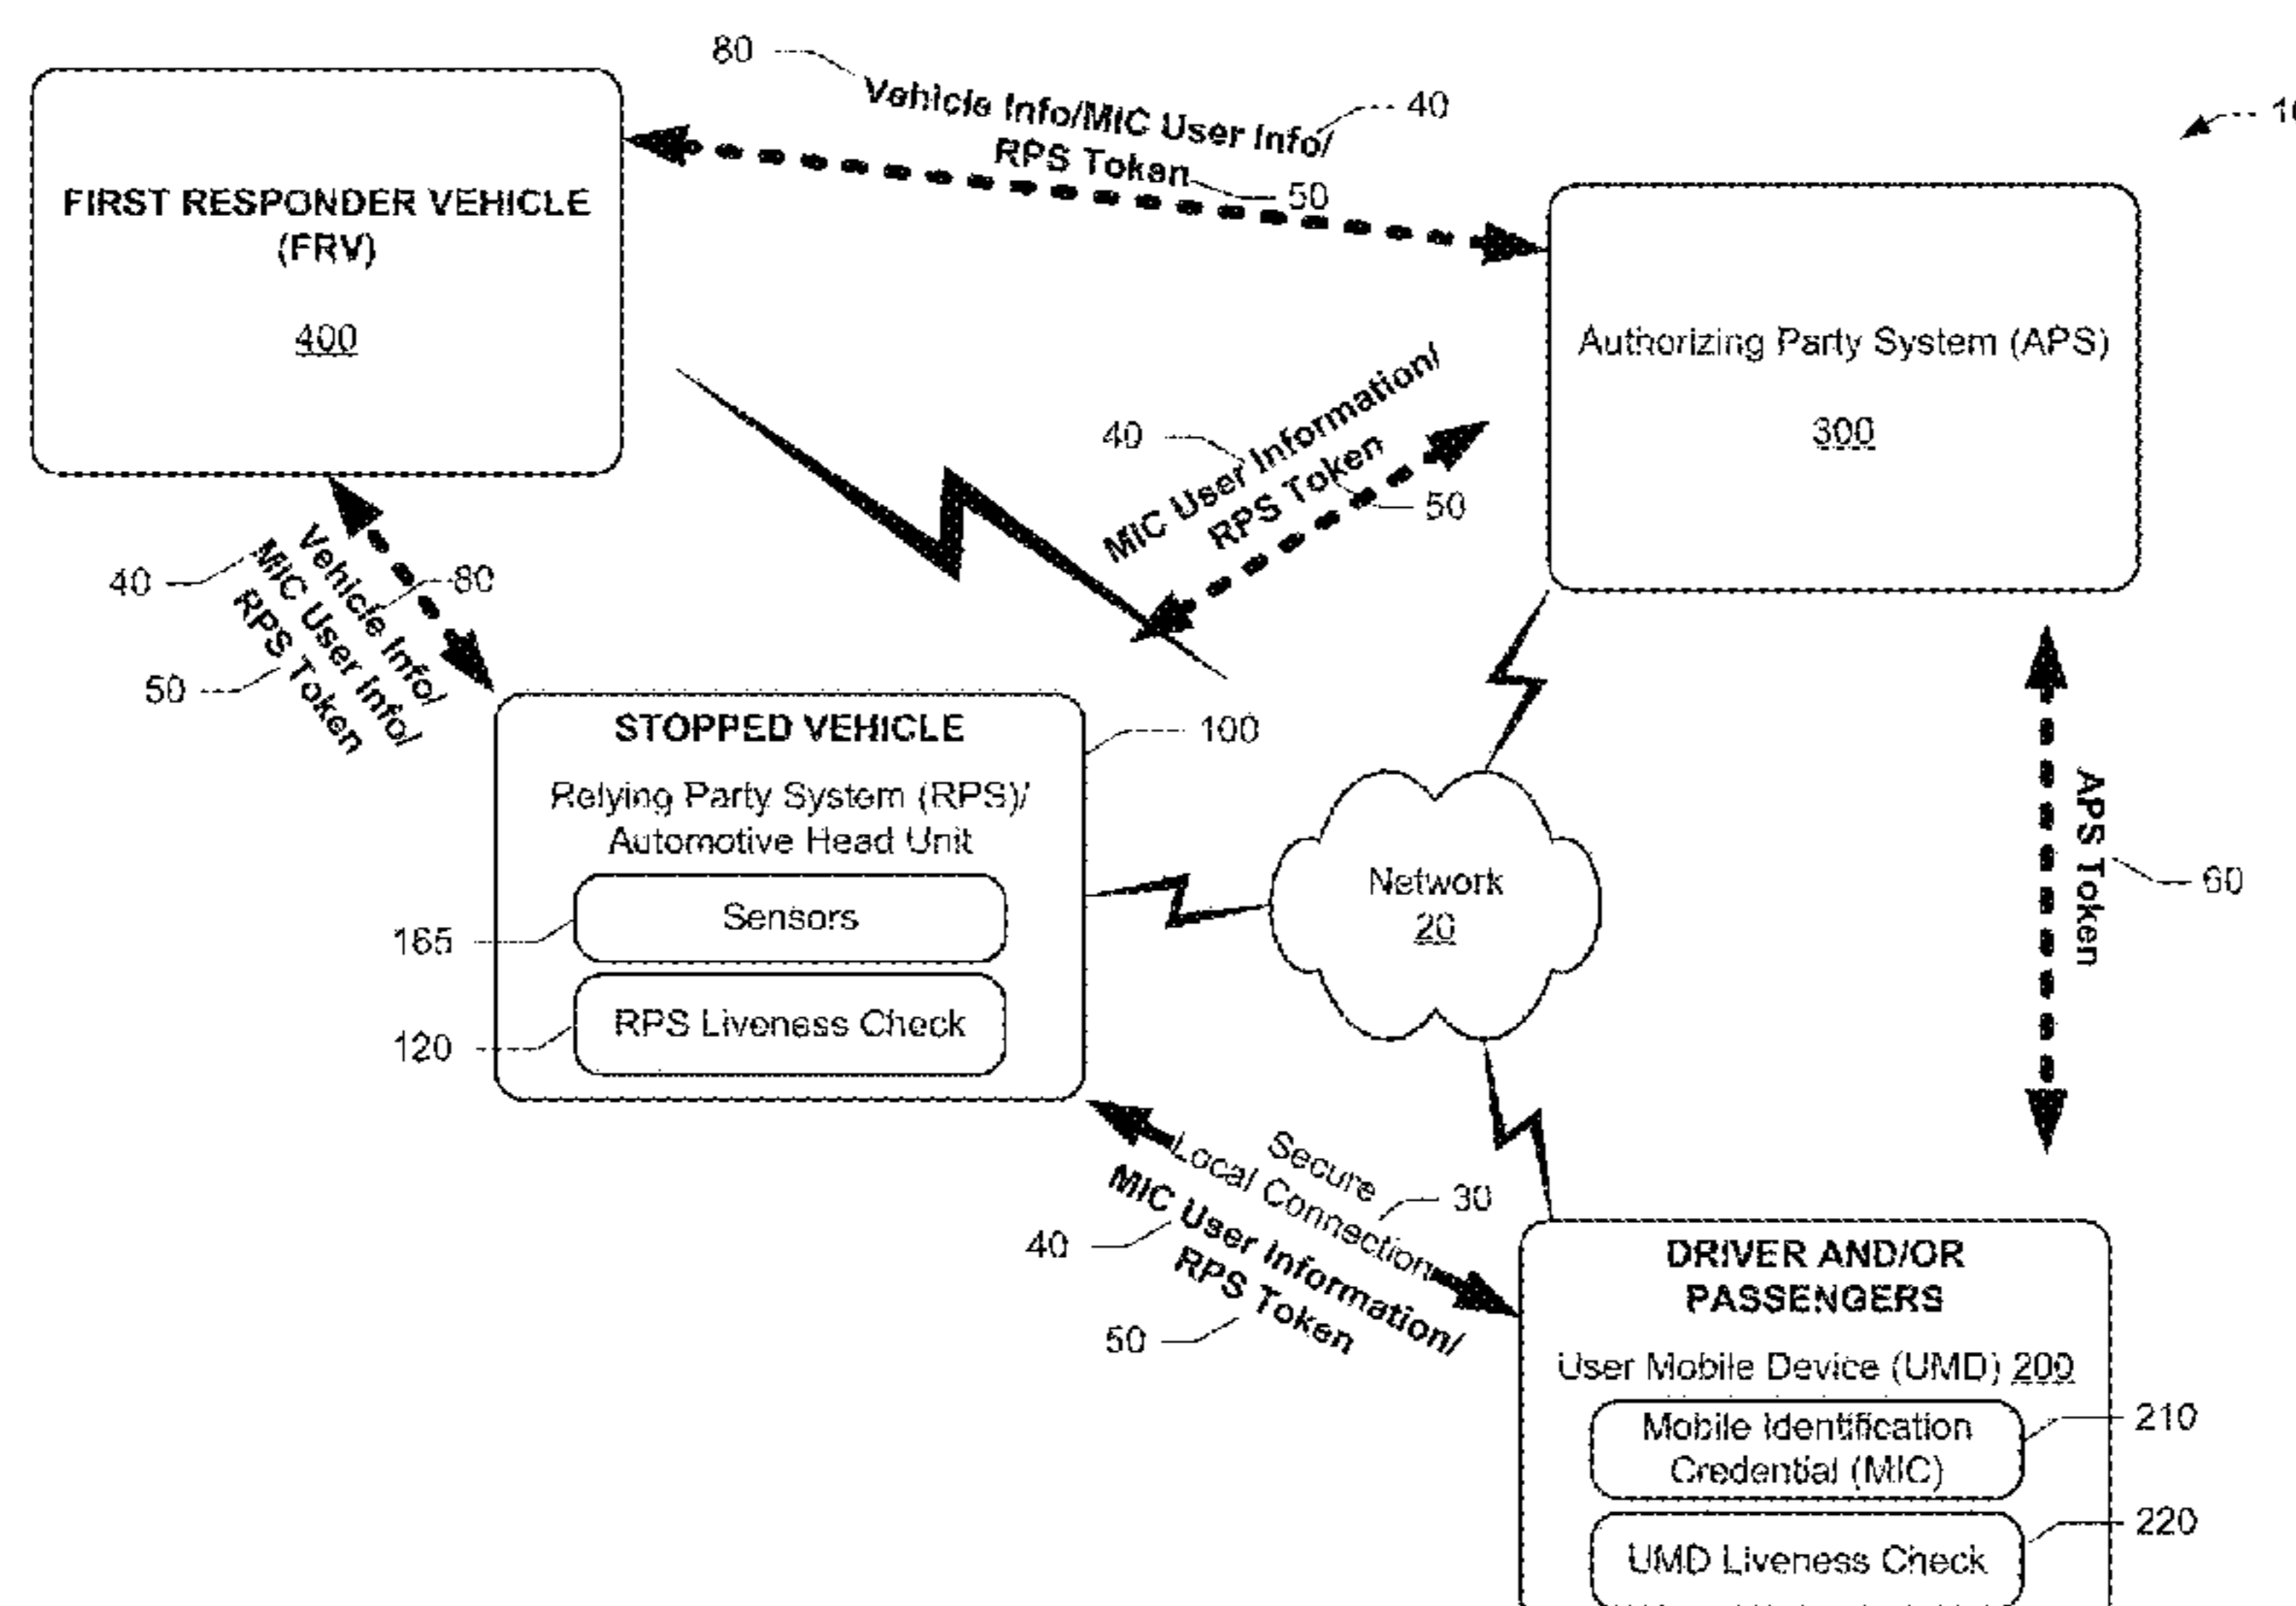 80
Vehicle Info/MIC User Info/
40
RPS Token
50
FIRST RESPONDER VEHICLE
(FRV)
400
Authorizing Party System (APS)
300
40
MIC User Information/
RPS Token
50
Vehicle Info/
80
40
MIC User Info/
50
RPS Token
STOPPED VEHICLE
100
Relying Party System (RPS)/
Automotive Head Unit
Sensors
165
RPS Liveness Check
120
Network
20
APS Token
60
Secure
Local Connection
30
40
MIC User Information/
RPS Token
50
DRIVER AND/OR
PASSENGERS
User Mobile Device (UMD) 200
Mobile Identification
Credential (MIC)
210
UMD Liveness Check
220